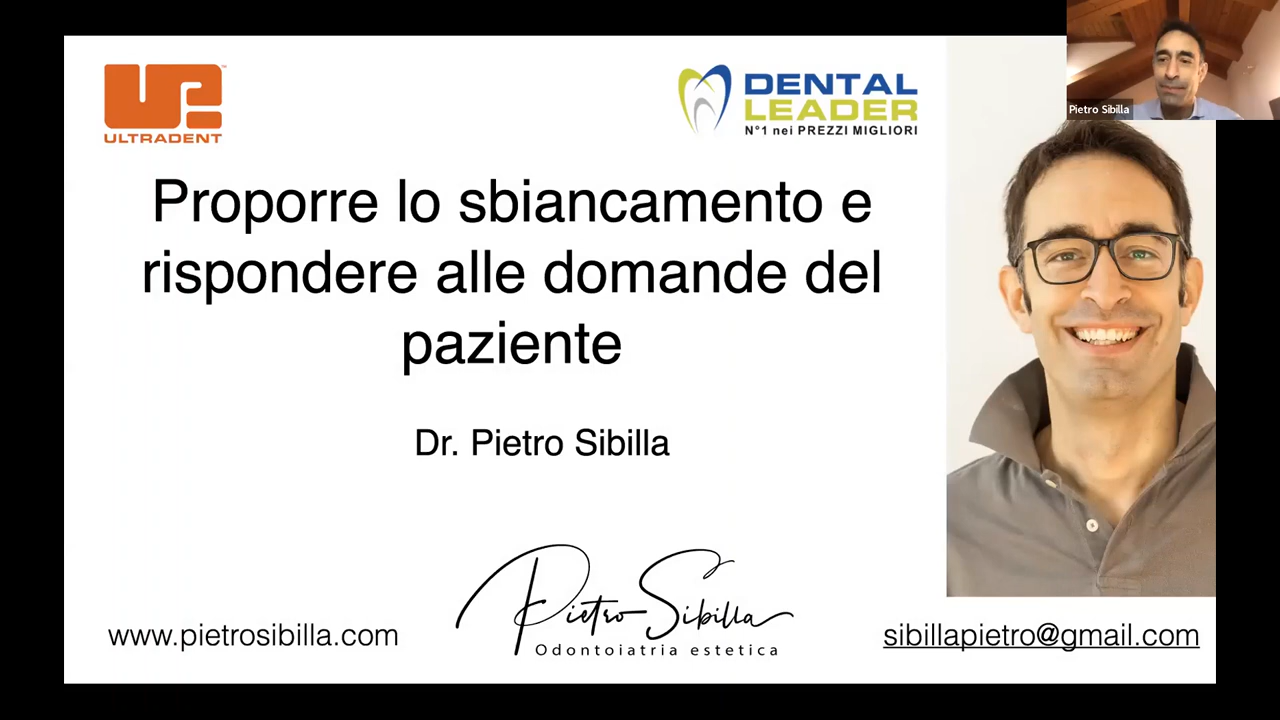 ULTRADENT
DENTAL
LEADER
N°1 nei PREZZI MIGLIORI
Pietro Sibilla
Proporre lo sbiancamento e
rispondere alle domande del
paziente
Dr. Pietro Sibilla
Pietro Sibilla
Odontoiatria estetica
www.pietrosibilla.com
sibillapietro@gmail.com